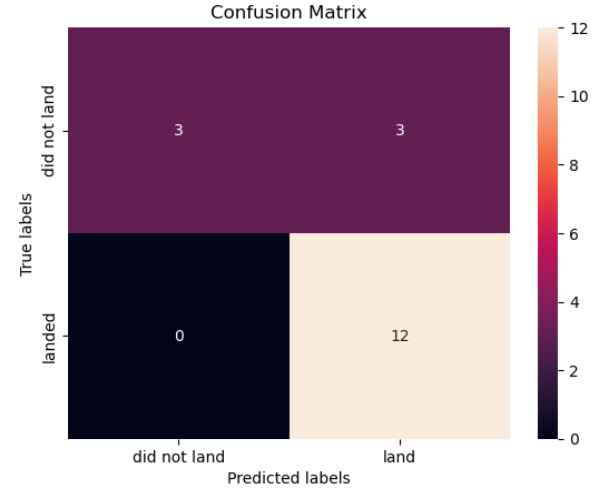 Confusion Matrix
True labels
did not land
landed
3
3
0
12
did not land
land
Predicted labels
12
10
8
6
4
2
0